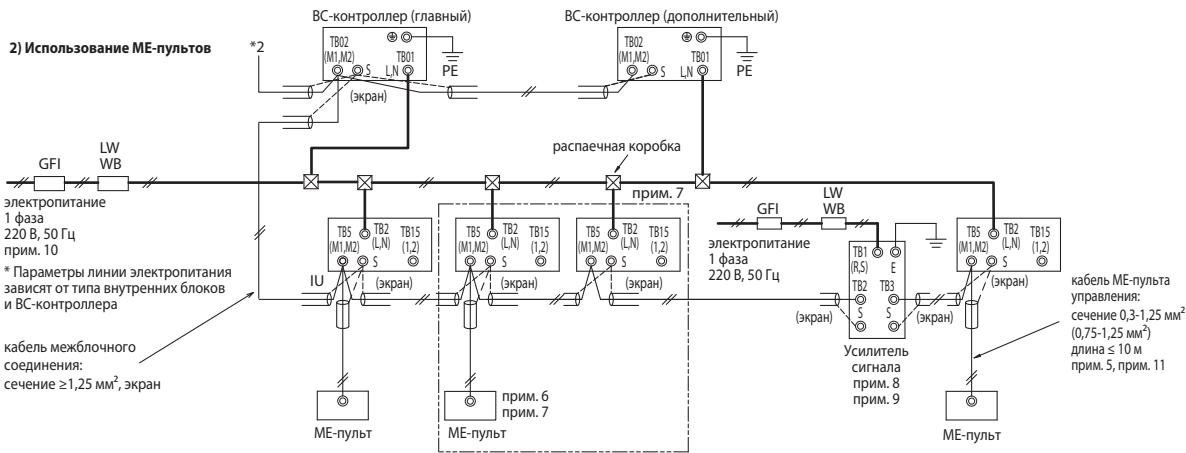 2) Использование МЕ-пультов
*2
ВС-контроллер (главный)
TB02
(M1,M2)
S
TB01
L,N
PE
(экран)
ВС-контроллер (дополнительный)
TB02
(M1,M2)
S
TB01
L,N
PE
GFI
LW
WB
распаечная коробка
прим. 7
электропитание
1 фаза
220 В, 50 Гц
прим. 10
* Параметры линии электропитания
зависят от типа внутренних блоков
и ВС-контроллера
кабель межблочного
соединения:
сечение ≥1,25 мм², экран
IU
TB5
(M1,M2)
TB2
(L,N)
TB15
(1,2)
S
(экран)
МЕ-пульт
TB5
(M1,M2)
TB2
(L,N)
TB15
(1,2)
S
(экран)
прим. 6
прим. 7
МЕ-пульт
TB5
(M1,M2)
TB2
(L,N)
TB15
(1,2)
S
(экран)
GFI
LW
WB
электропитание
1 фаза
220 В, 50 Гц
TB1
(R,S)
E
TB2
TB3
S
S
(экран)
(экран)
Усилитель
сигнала
прим. 8
прим. 9
TB5
(M1,M2)
TB2
(L,N)
TB15
(1,2)
S
(экран)
МЕ-пульт
кабель МЕ-пульта
управления:
сечение 0,3-1,25 мм²
(0,75-1,25 мм²)
длина ≤ 10 м
прим. 5, прим. 11